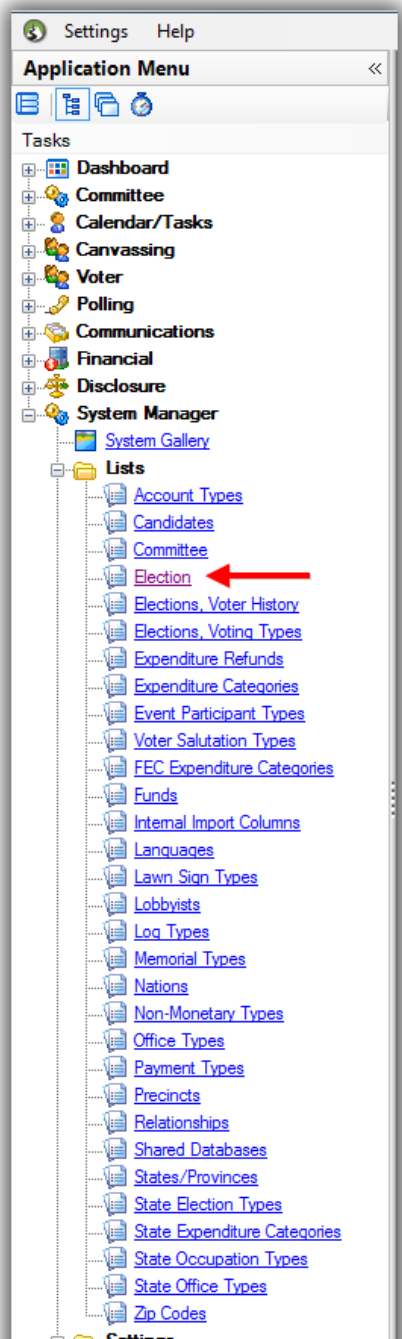 Settings Help
Application Menu
Tasks
Dashboard
Committee
Calendar/Tasks
Canvassing
Voter
Polling
Communications
Financial
Disclosure
System Manager
System Gallery
Lists
Account Types
Candidates
Committee
Election
Elections, Voter History
Elections, Voting Types
Expenditure Refunds
Expenditure Categories
Event Participant Types
Voter Salutation Types
FEC Expenditure Categories
Funds
Internal Import Columns
Languages
Lawn Sign Types
Lobbyists
Log Types
Memorial Types
Nations
Non-Monetary Types
Office Types
Payment Types
Precincts
Relationships
Shared Databases
States/Provinces
State Election Types
State Expenditure Categories
State Occupation Types
State Office Types
Zip Codes
Settings